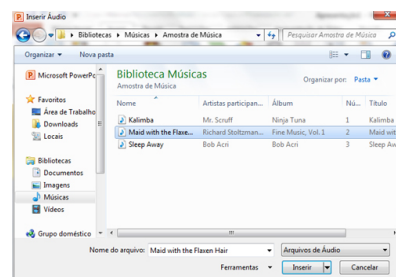 Inserir Áudio
Bibliotecas ▸ Músicas ▸ Amostra de Música
Pesquisar Amostra de Música
Organizar
Nova pasta
Microsoft PowerPo
Biblioteca Músicas
Amostra de Música
Organizar por: Pasta
Favoritos
Área de Trabalho
Downloads
Locais
Bibliotecas
Documentos
Imagens
Músicas
Vídeos
Grupo doméstico
Nome Artistas participan... Álbum Nú... Título
Kalimba Mr. Scruff Ninja Tuna 1 Kalimba
Maid with the Flaxe... Richard Stoltzman... Fine Music, Vol. 1 2 Maid wit
Sleep Away Bob Acri Bob Acri 3 Sleep Aw
Nome do arquivo: Maid with the Flaxen Hair Arquivos de Áudio
Ferramentas Inserir Cancelar